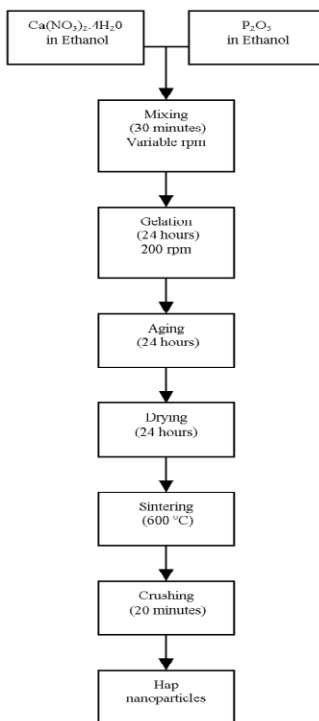 Ca(NO₃)₂.4H₂0
in Ethanol
P₂O₅
in Ethanol
Mixing
(30 minutes)
Variable rpm
Gelation
(24 hours)
200 rpm
Aging
(24 hours)
Drying
(24 hours)
Sintering
(600 °C)
Crushing
(20 minutes)
Hap
nanoparticles